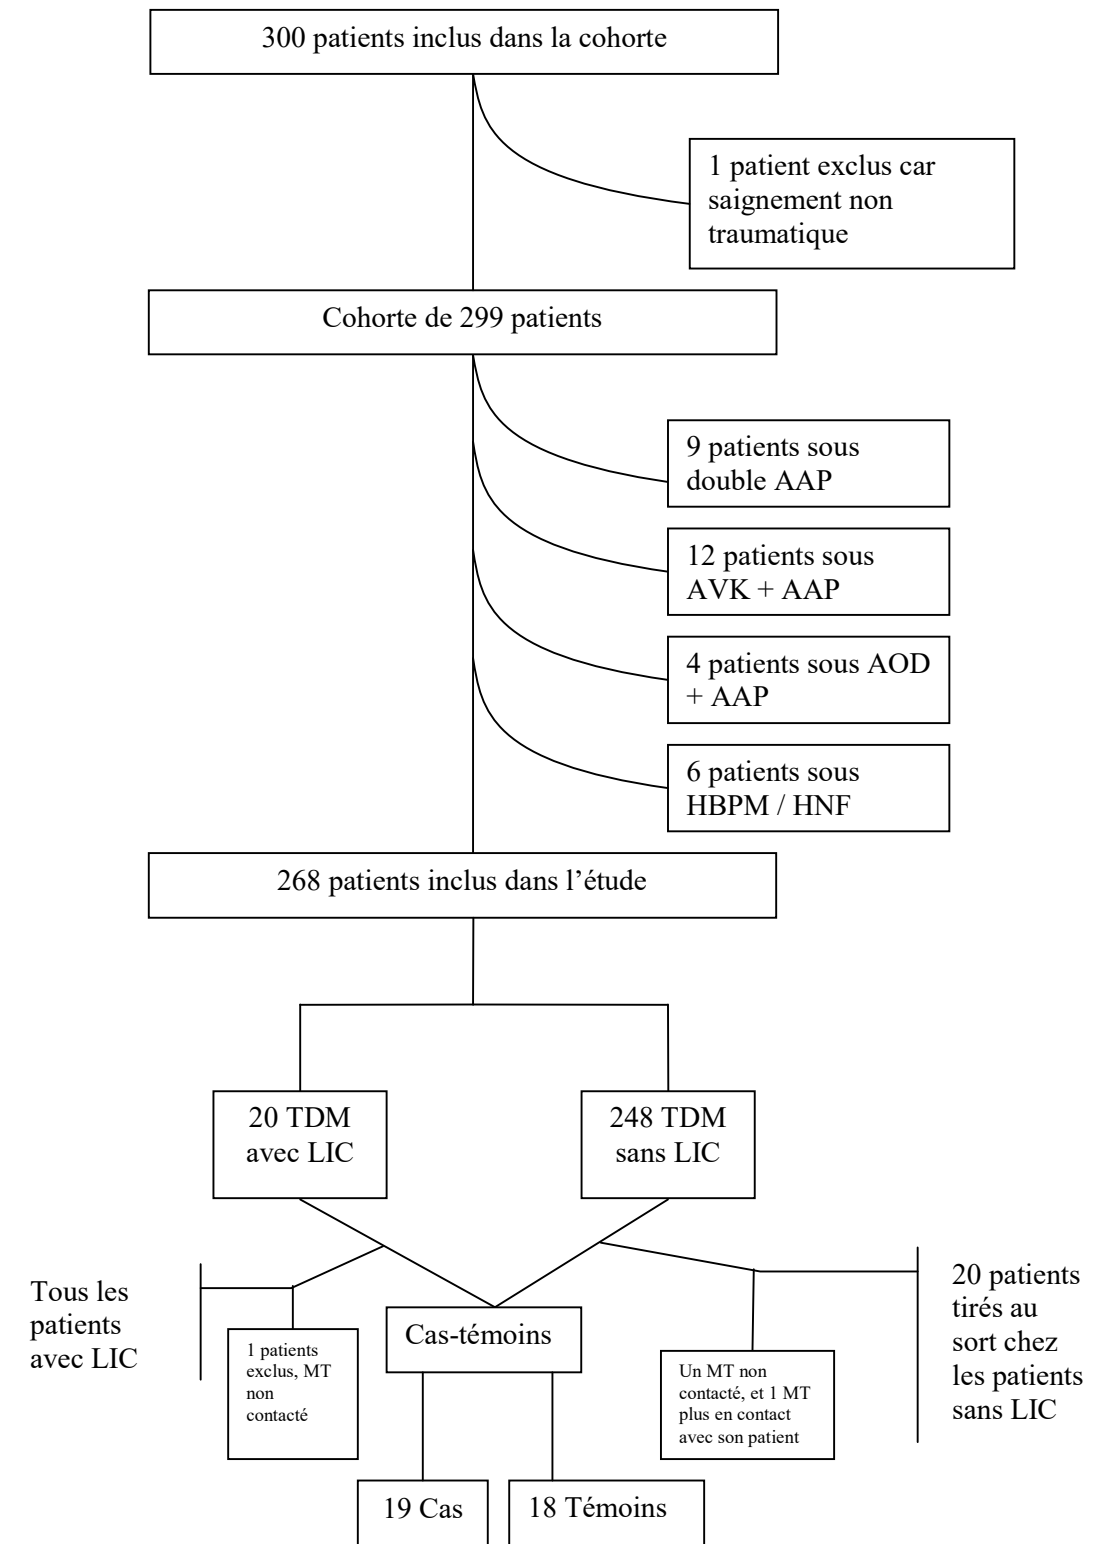 300 patients inclus dans la cohorte
1 patient exclus car
saignement non
traumatique
Cohorte de 299 patients
9 patients sous
double AAP
12 patients sous
AVK + AAP
4 patients sous AOD
+ AAP
6 patients sous
HBPM / HNF
268 patients inclus dans l’étude
20 TDM
avec LIC
248 TDM
sans LIC
Tous les
patients
avec LIC
1 patients
exclus, MT
non
contacté
Cas-témoins
Un MT non
contacté, et 1 MT
plus en contact
avec son patient
20 patients
tirés au
sort chez
les patients
sans LIC
19 Cas
18 Témoins